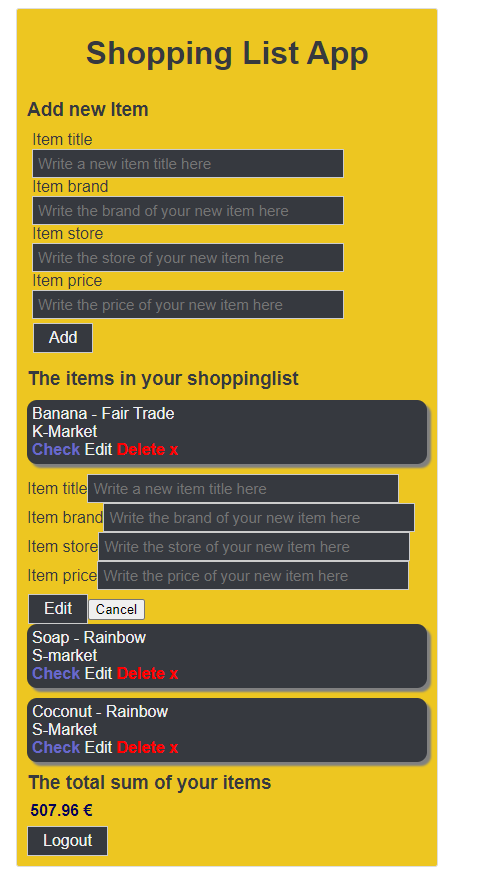 Shopping List App
Add new Item
Item title
Write a new item title here
Item brand
Write the brand of your new item here
Item store
Write the store of your new item here
Item price
Write the price of your new item here
Add
The items in your shoppinglist
Banana - Fair Trade
K-Market
Check Edit Delete x
Item title Write a new item title here
Item brand Write the brand of your new item here
Item store Write the store of your new item here
Item price Write the price of your new item here
Edit Cancel
Soap - Rainbow
S-market
Check Edit Delete x
Coconut - Rainbow
S-Market
Check Edit Delete x
The total sum of your items
507.96 €
Logout